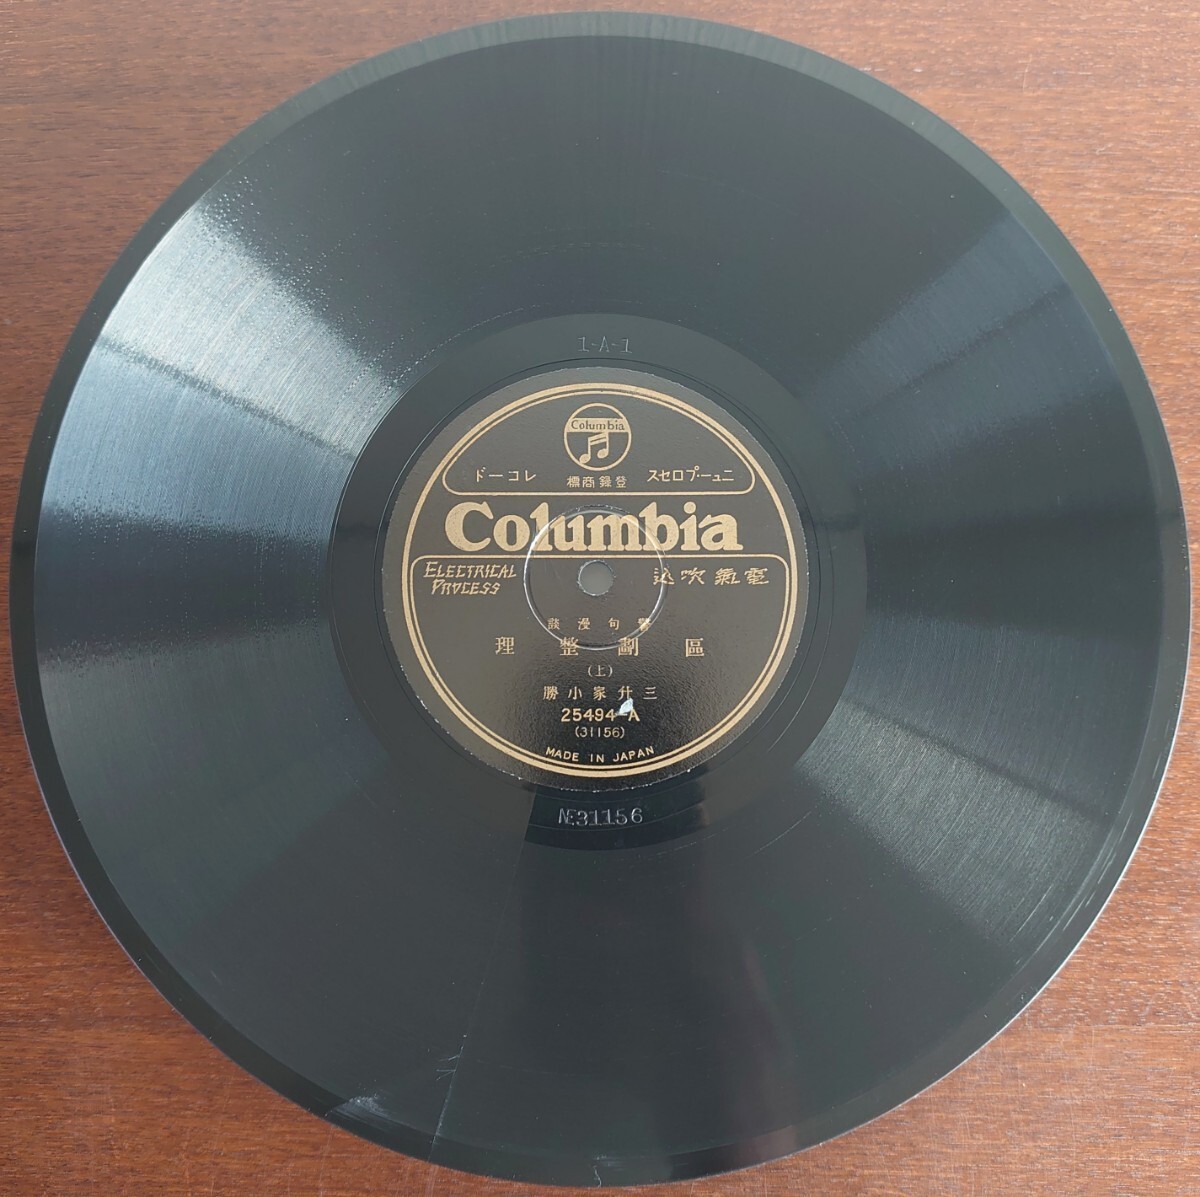 1-A-1
Columbia
ニュープロセス 登錄商標 レコード
Columbia
ELECTRICAL
PROCESS
電氣吹込
警句漫談
區劃整理
(上)
三升家小勝
25494-A
(31156)
MADE IN JAPAN
№31156